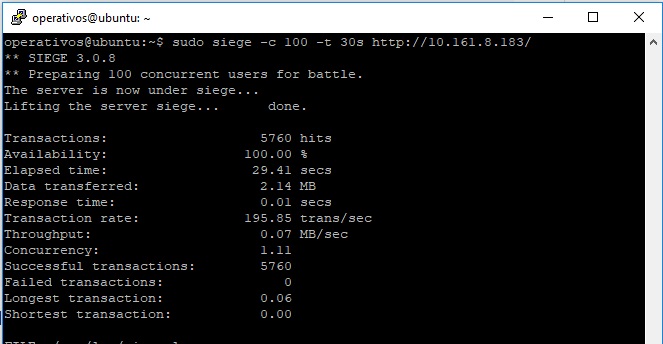 operativos@ubuntu: ~
operativos@ubuntu:~$ sudo siege -c 100 -t 30s http://10.161.8.183/
** SIEGE 3.0.8
** Preparing 100 concurrent users for battle.
The server is now under siege...
Lifting the server siege...      done.
Transactions:                   5760 hits
Availability:                 100.00 %
Elapsed time:                  29.41 secs
Data transferred:               2.14 MB
Response time:                  0.01 secs
Transaction rate:             195.85 trans/sec
Throughput:                     0.07 MB/sec
Concurrency:                    1.11
Successful transactions:        5760
Failed transactions:               0
Longest transaction:            0.06
Shortest transaction:           0.00